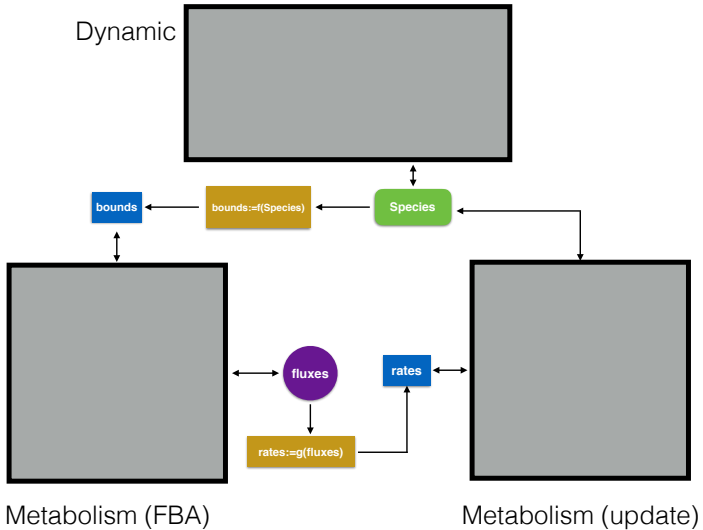 Dynamic
bounds
bounds:=f(Species)
Species
fluxes
rates
rates:=g(fluxes)
Metabolism (FBA)
Metabolism (update)